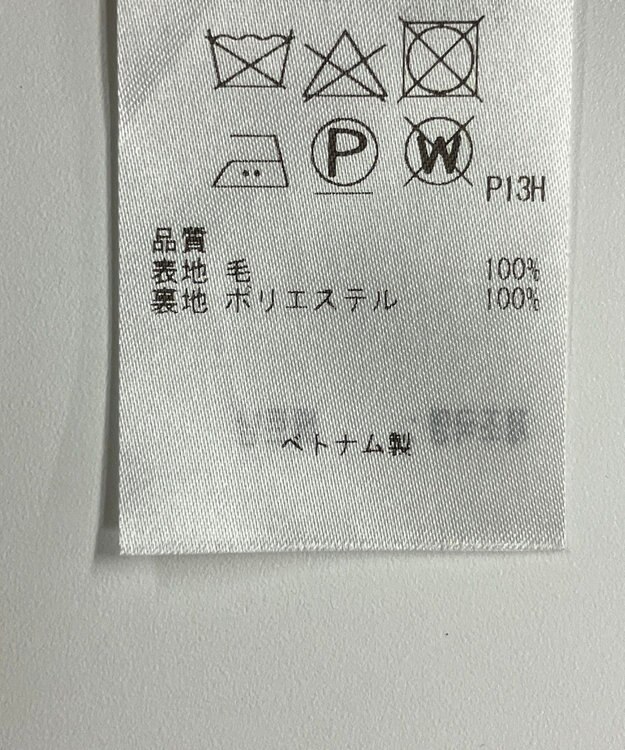 P W P13H
品質
表地 毛 100%
裏地 ポリエステル 100%
ベトナム製